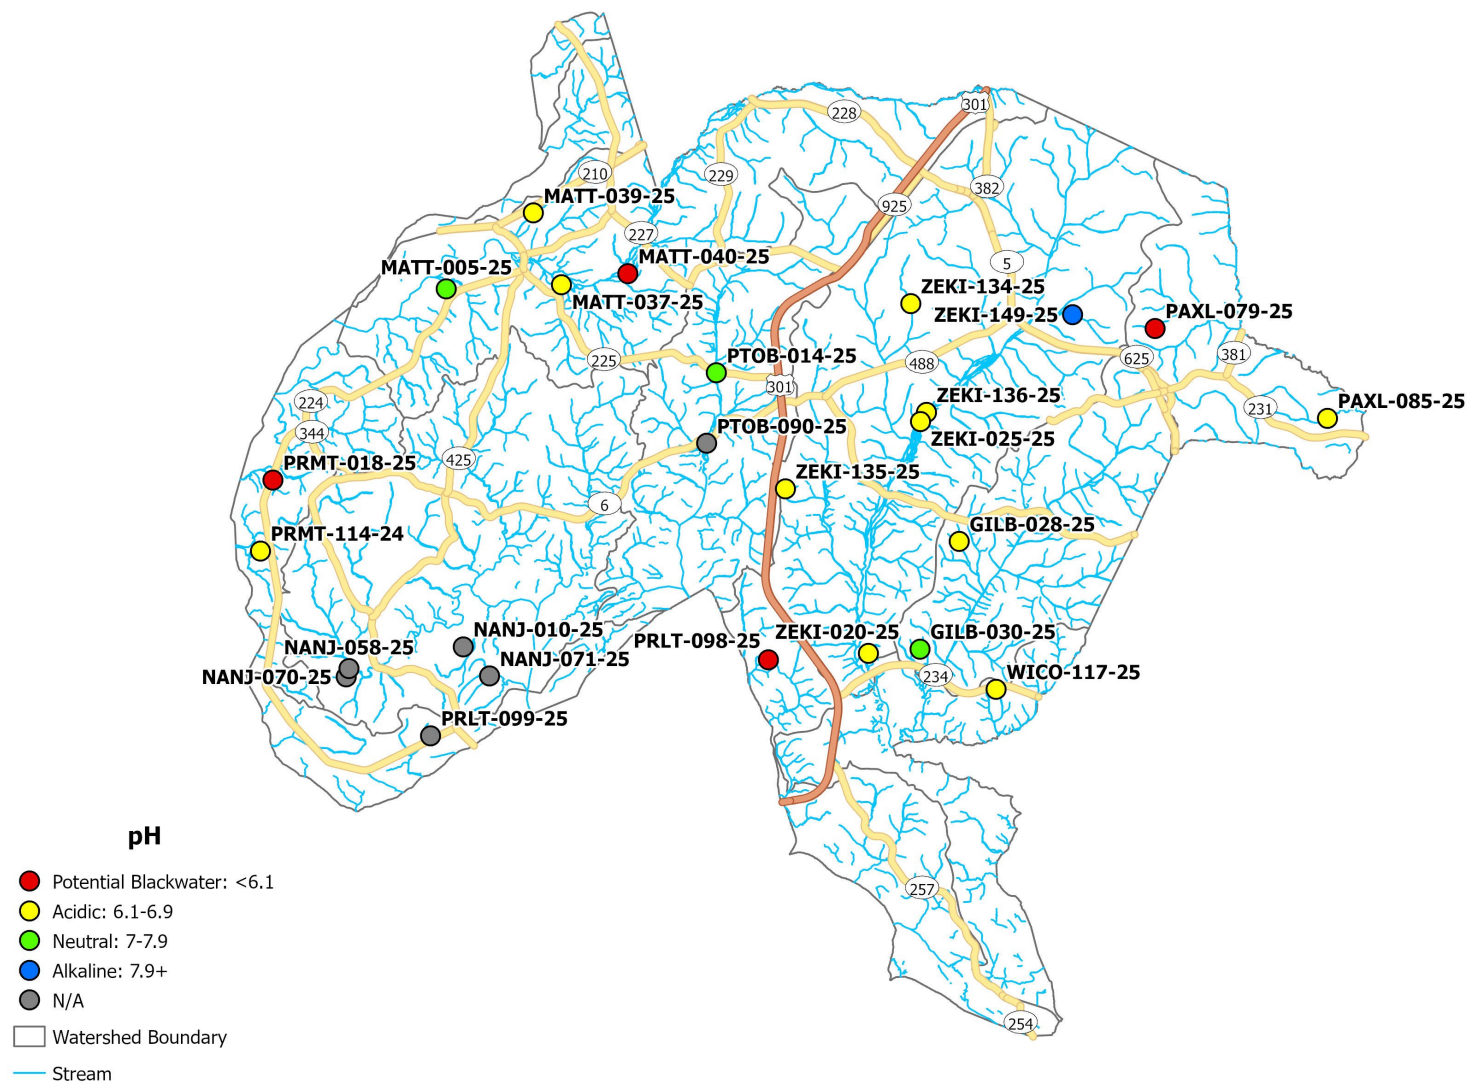 301
228
210
229
382
MATT-039-25
925
227
MATT-040-25
5
MATT-005-25
ZEKI-134-25
MATT-037-25
ZEKI-149-25
PAXL-079-25
225
PTOB-014-25
488
625
381
301
ZEKI-136-25
224
PAXL-085-25
231
344
PTOB-090-25
ZEKI-025-25
PRMT-018-25
425
ZEKI-135-25
6
GILB-028-25
PRMT-114-24
NANJ-010-25
PRLT-098-25
ZEKI-020-25
GILB-030-25
NANJ-058-25
NANJ-071-25
NANJ-070-25
234
WICO-117-25
PRLT-099-25
257
254
pH
Potential Blackwater: <6.1
Acidic: 6.1-6.9
Neutral: 7-7.9
Alkaline: 7.9+
N/A
Watershed Boundary
Stream